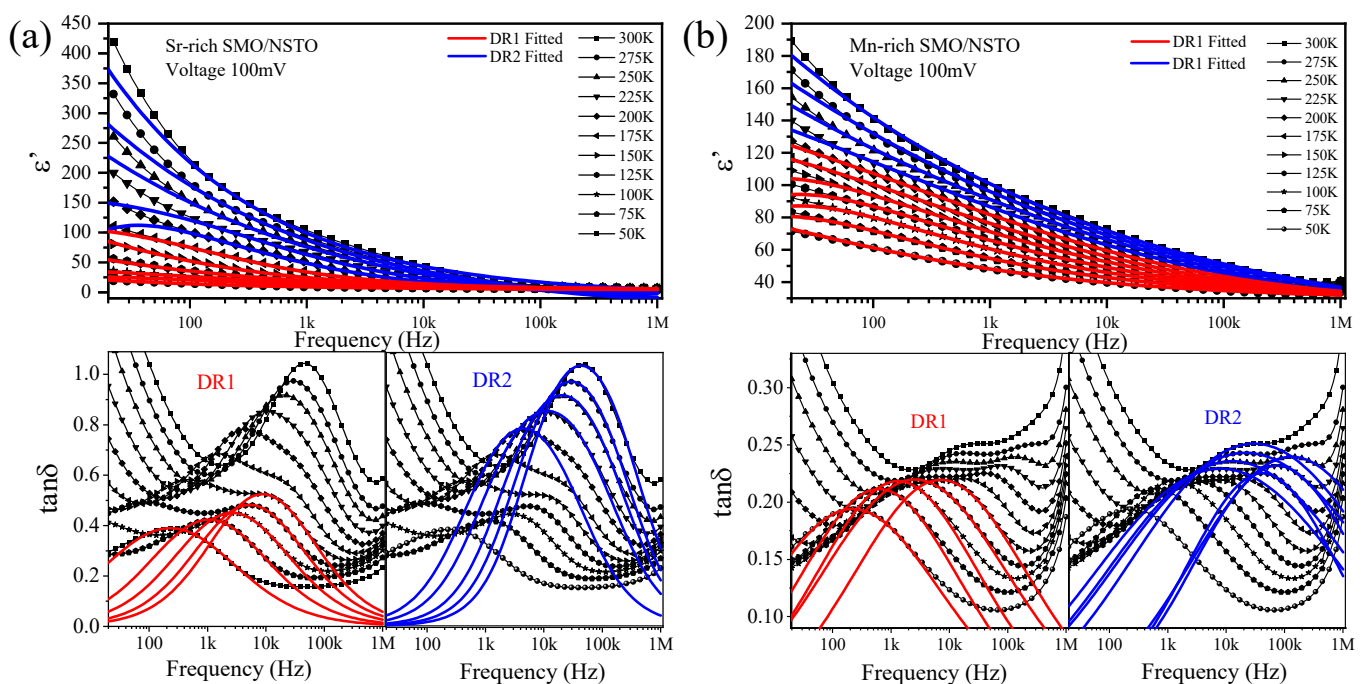 (a)
450
400
350
300
250
200
150
100
50
0
ε'
Sr-rich SMO/NSTO
Voltage 100mV
DR1 Fitted
DR2 Fitted
300K
275K
250K
225K
200K
175K
150K
125K
100K
75K
50K
100 1k 10k 100k 1M
Frequency (Hz)
(b)
200
180
160
140
120
100
80
60
40
ε'
Mn-rich SMO/NSTO
Voltage 100mV
DR1 Fitted
DR1 Fitted
300K
275K
250K
225K
200K
175K
150K
125K
100K
75K
50K
100 1k 10k 100k 1M
Frequency (Hz)
1.0
0.8
0.6
0.4
0.2
0.0
tanδ
DR1
DR2
100 1k 10k 100k 1M 100 1k 10k 100k 1M
Frequency (Hz) Frequency (Hz)
0.30
0.25
0.20
0.15
0.10
tanδ
DR1
DR2
100 1k 10k 100k 1M 100 1k 10k 100k 1M
Frequency (Hz) Frequency (Hz)